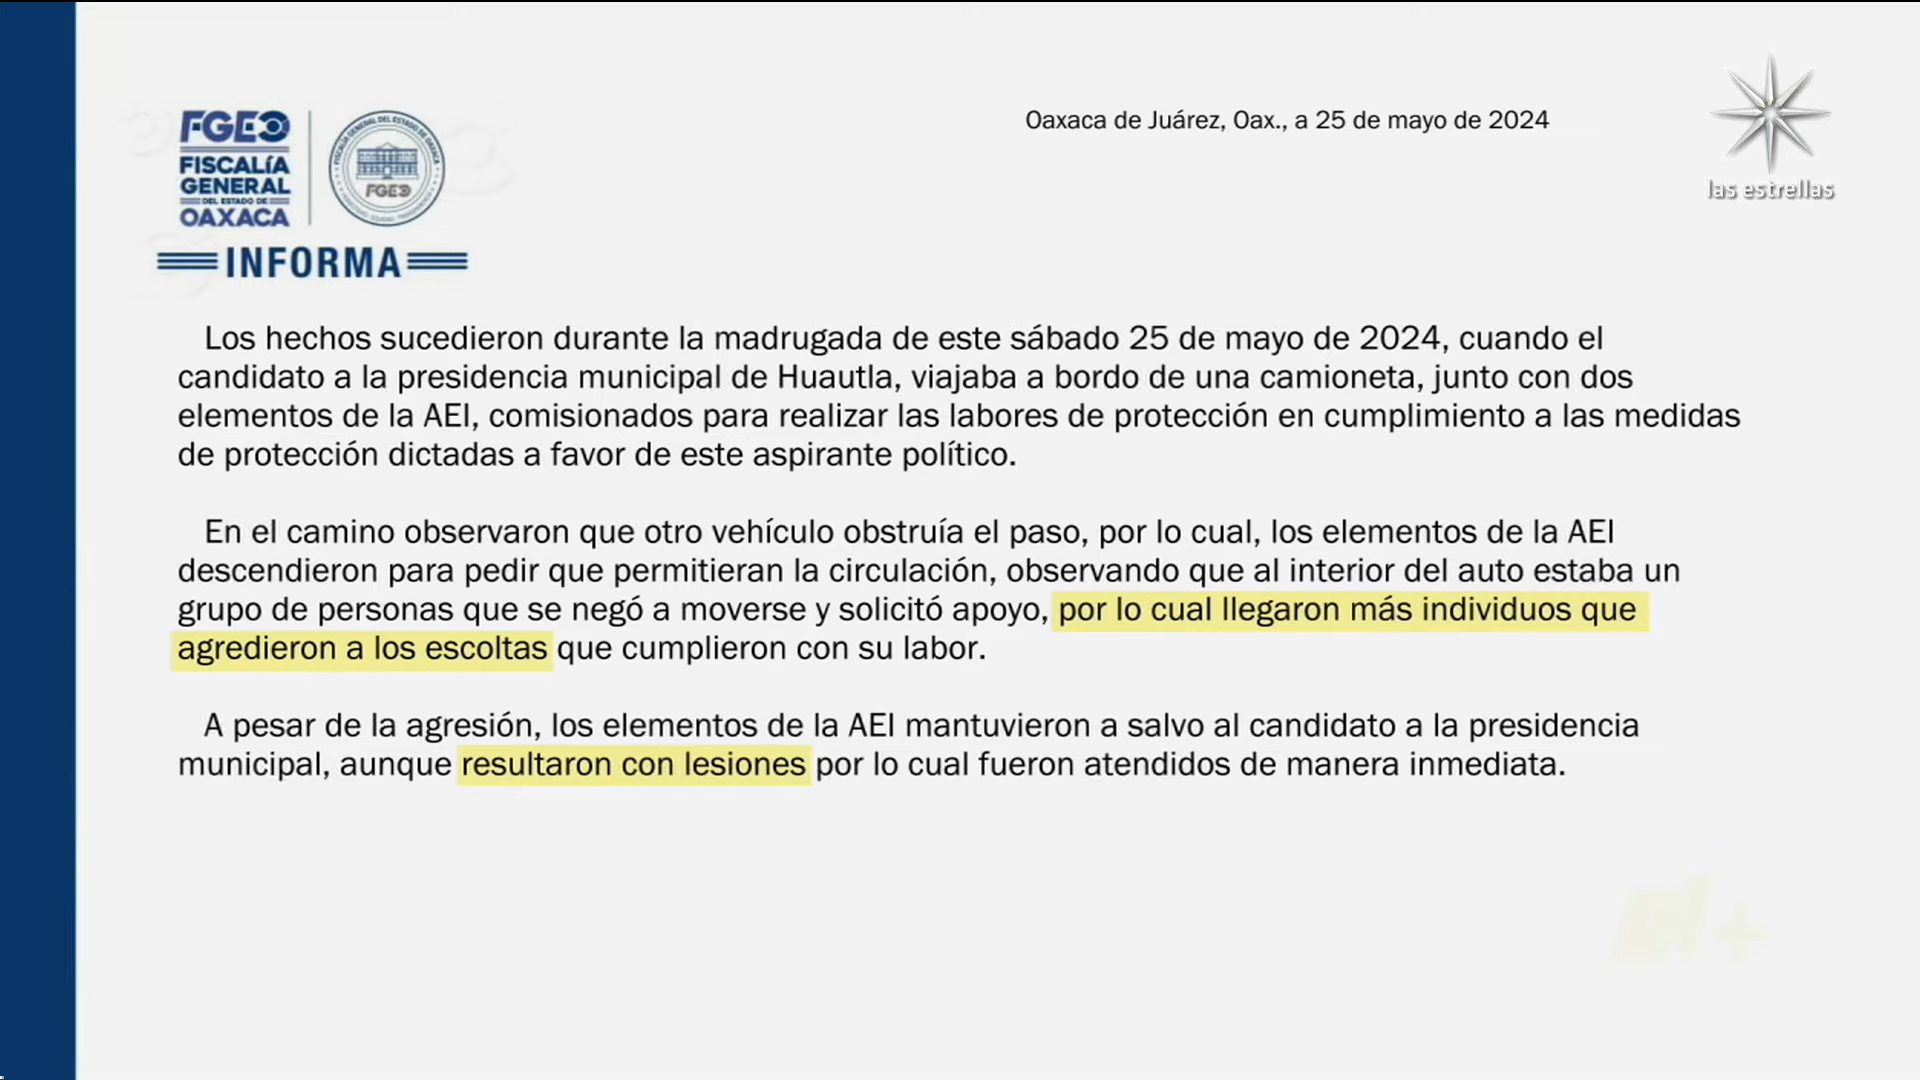 FGEO
FISCALÍA
GENERAL
DEL ESTADO DE
OAXACA
FISCALÍA GENERAL DEL ESTADO DE OAXACA
FGEO
INFORMA
Oaxaca de Juárez, Oax., a 25 de mayo de 2024
las estrellas
Los hechos sucedieron durante la madrugada de este sábado 25 de mayo de 2024, cuando el
candidato a la presidencia municipal de Huautla, viajaba a bordo de una camioneta, junto con dos
elementos de la AEI, comisionados para realizar las labores de protección en cumplimiento a las medidas
de protección dictadas a favor de este aspirante político.
En el camino observaron que otro vehículo obstruía el paso, por lo cual, los elementos de la AEI
descendieron para pedir que permitieran la circulación, observando que al interior del auto estaba un
grupo de personas que se negó a moverse y solicitó apoyo, por lo cual llegaron más individuos que
agredieron a los escoltas que cumplieron con su labor.
A pesar de la agresión, los elementos de la AEI mantuvieron a salvo al candidato a la presidencia
municipal, aunque resultaron con lesiones por lo cual fueron atendidos de manera inmediata.